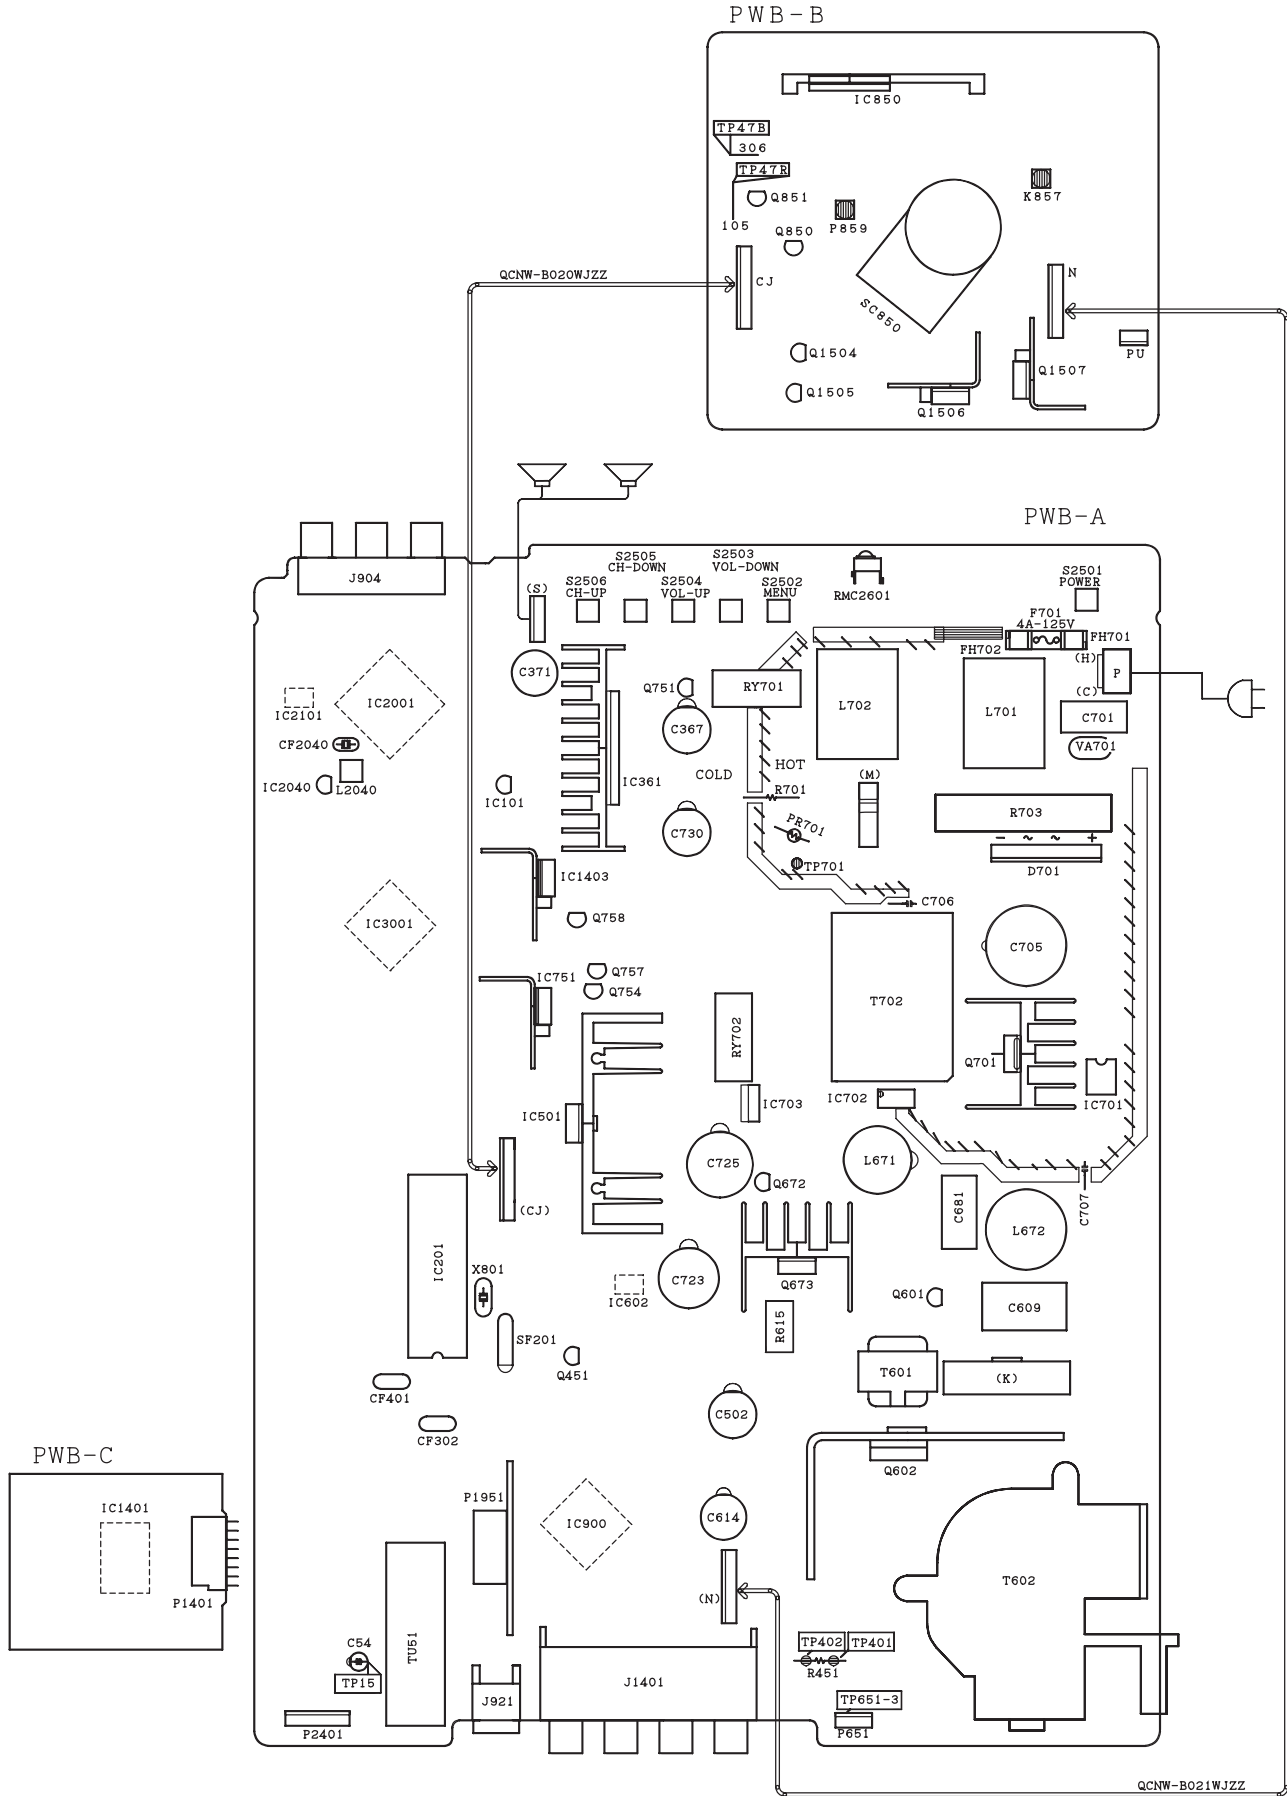 PWB-B
IC850
TP47B
306
TP47R
Q851
K857
105
Q850
P859
QCNW-B020WJZZ
CJ
N
SC850
Q1504
PU
Q1507
Q1505
Q1506
PWB-A
S2505
CH-DOWN
S2503
VOL-DOWN
J904
(S)
S2506
CH-UP
S2504
VOL-UP
S2502
MENU
RMC2601
S2501
POWER
F701
4A-125V
FH701
FH702
(H)
P
(C)
C371
Q751
RY701
IC2101
IC2001
L702
L701
C701
C367
VA701
CF2040
COLD
HOT
IC361
(M)
IC2040
L2040
IC101
R701
R703
PR701
C730
- ~ ~ +
TP701
D701
IC1403
C706
IC3001
Q758
C705
Q757
IC751
Q754
T702
RY702
Q701
IC702
IC703
IC701
IC501
C725
L671
Q672
(CJ)
C681
C707
L672
IC201
X801
C723
IC602
Q673
Q601
C609
R615
SF201
Q451
T601
(K)
CF401
C502
CF302
PWB-C
Q602
P1951
IC1401
C614
IC900
T602
P1401
(N)
C54
TU51
TP402
TP401
TP15
R451
J1401
J921
TP651-3
P2401
P651
QCNW-B021WJZZ